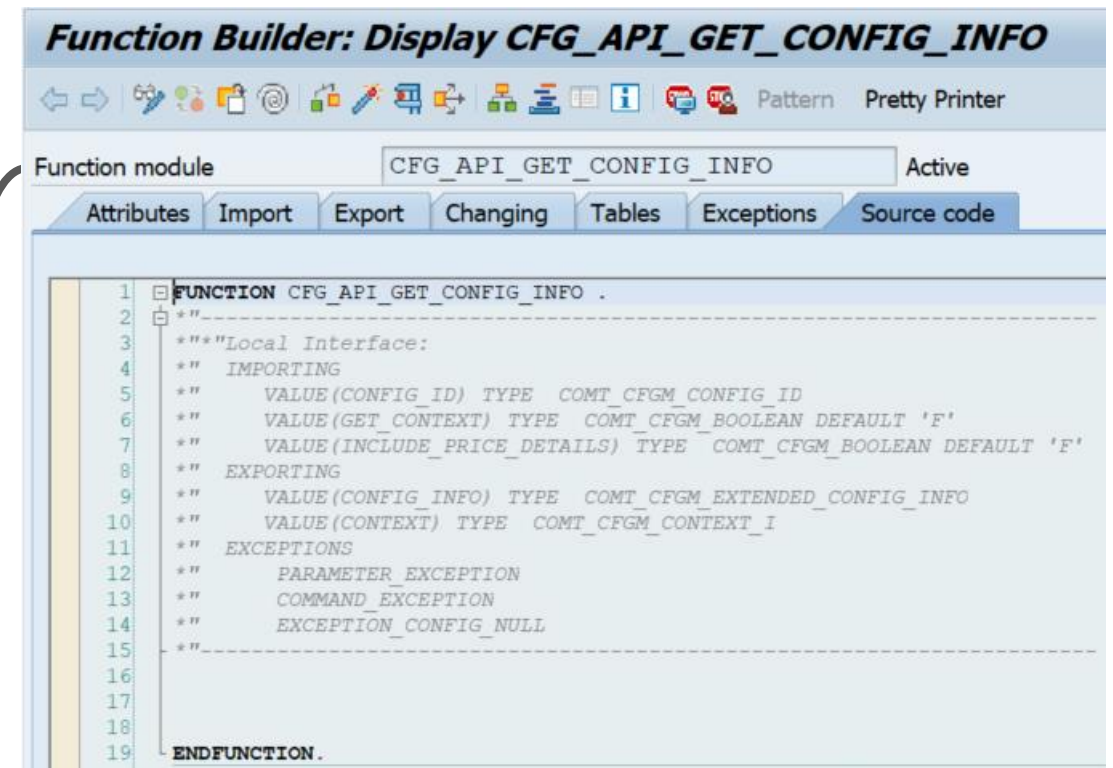 Function Builder: Display CFG_API_GET_CONFIG_INFO
Pattern Pretty Printer
Function module CFG_API_GET_CONFIG_INFO Active
Attributes Import Export Changing Tables Exceptions Source code
1 FUNCTION CFG_API_GET_CONFIG_INFO .
2 *"----------------------------------------------------------------------
3 *"*"Local Interface:
4 *" IMPORTING
5 *" VALUE(CONFIG_ID) TYPE COMT_CFGM_CONFIG_ID
6 *" VALUE(GET_CONTEXT) TYPE COMT_CFGM_BOOLEAN DEFAULT 'F'
7 *" VALUE(INCLUDE_PRICE_DETAILS) TYPE COMT_CFGM_BOOLEAN DEFAULT 'F'
8 *" EXPORTING
9 *" VALUE(CONFIG_INFO) TYPE COMT_CFGM_EXTENDED_CONFIG_INFO
10 *" VALUE(CONTEXT) TYPE COMT_CFGM_CONTEXT_I
11 *" EXCEPTIONS
12 *" PARAMETER_EXCEPTION
13 *" COMMAND_EXCEPTION
14 *" EXCEPTION_CONFIG_NULL
15 *"----------------------------------------------------------------------
16
17
18
19 ENDFUNCTION.